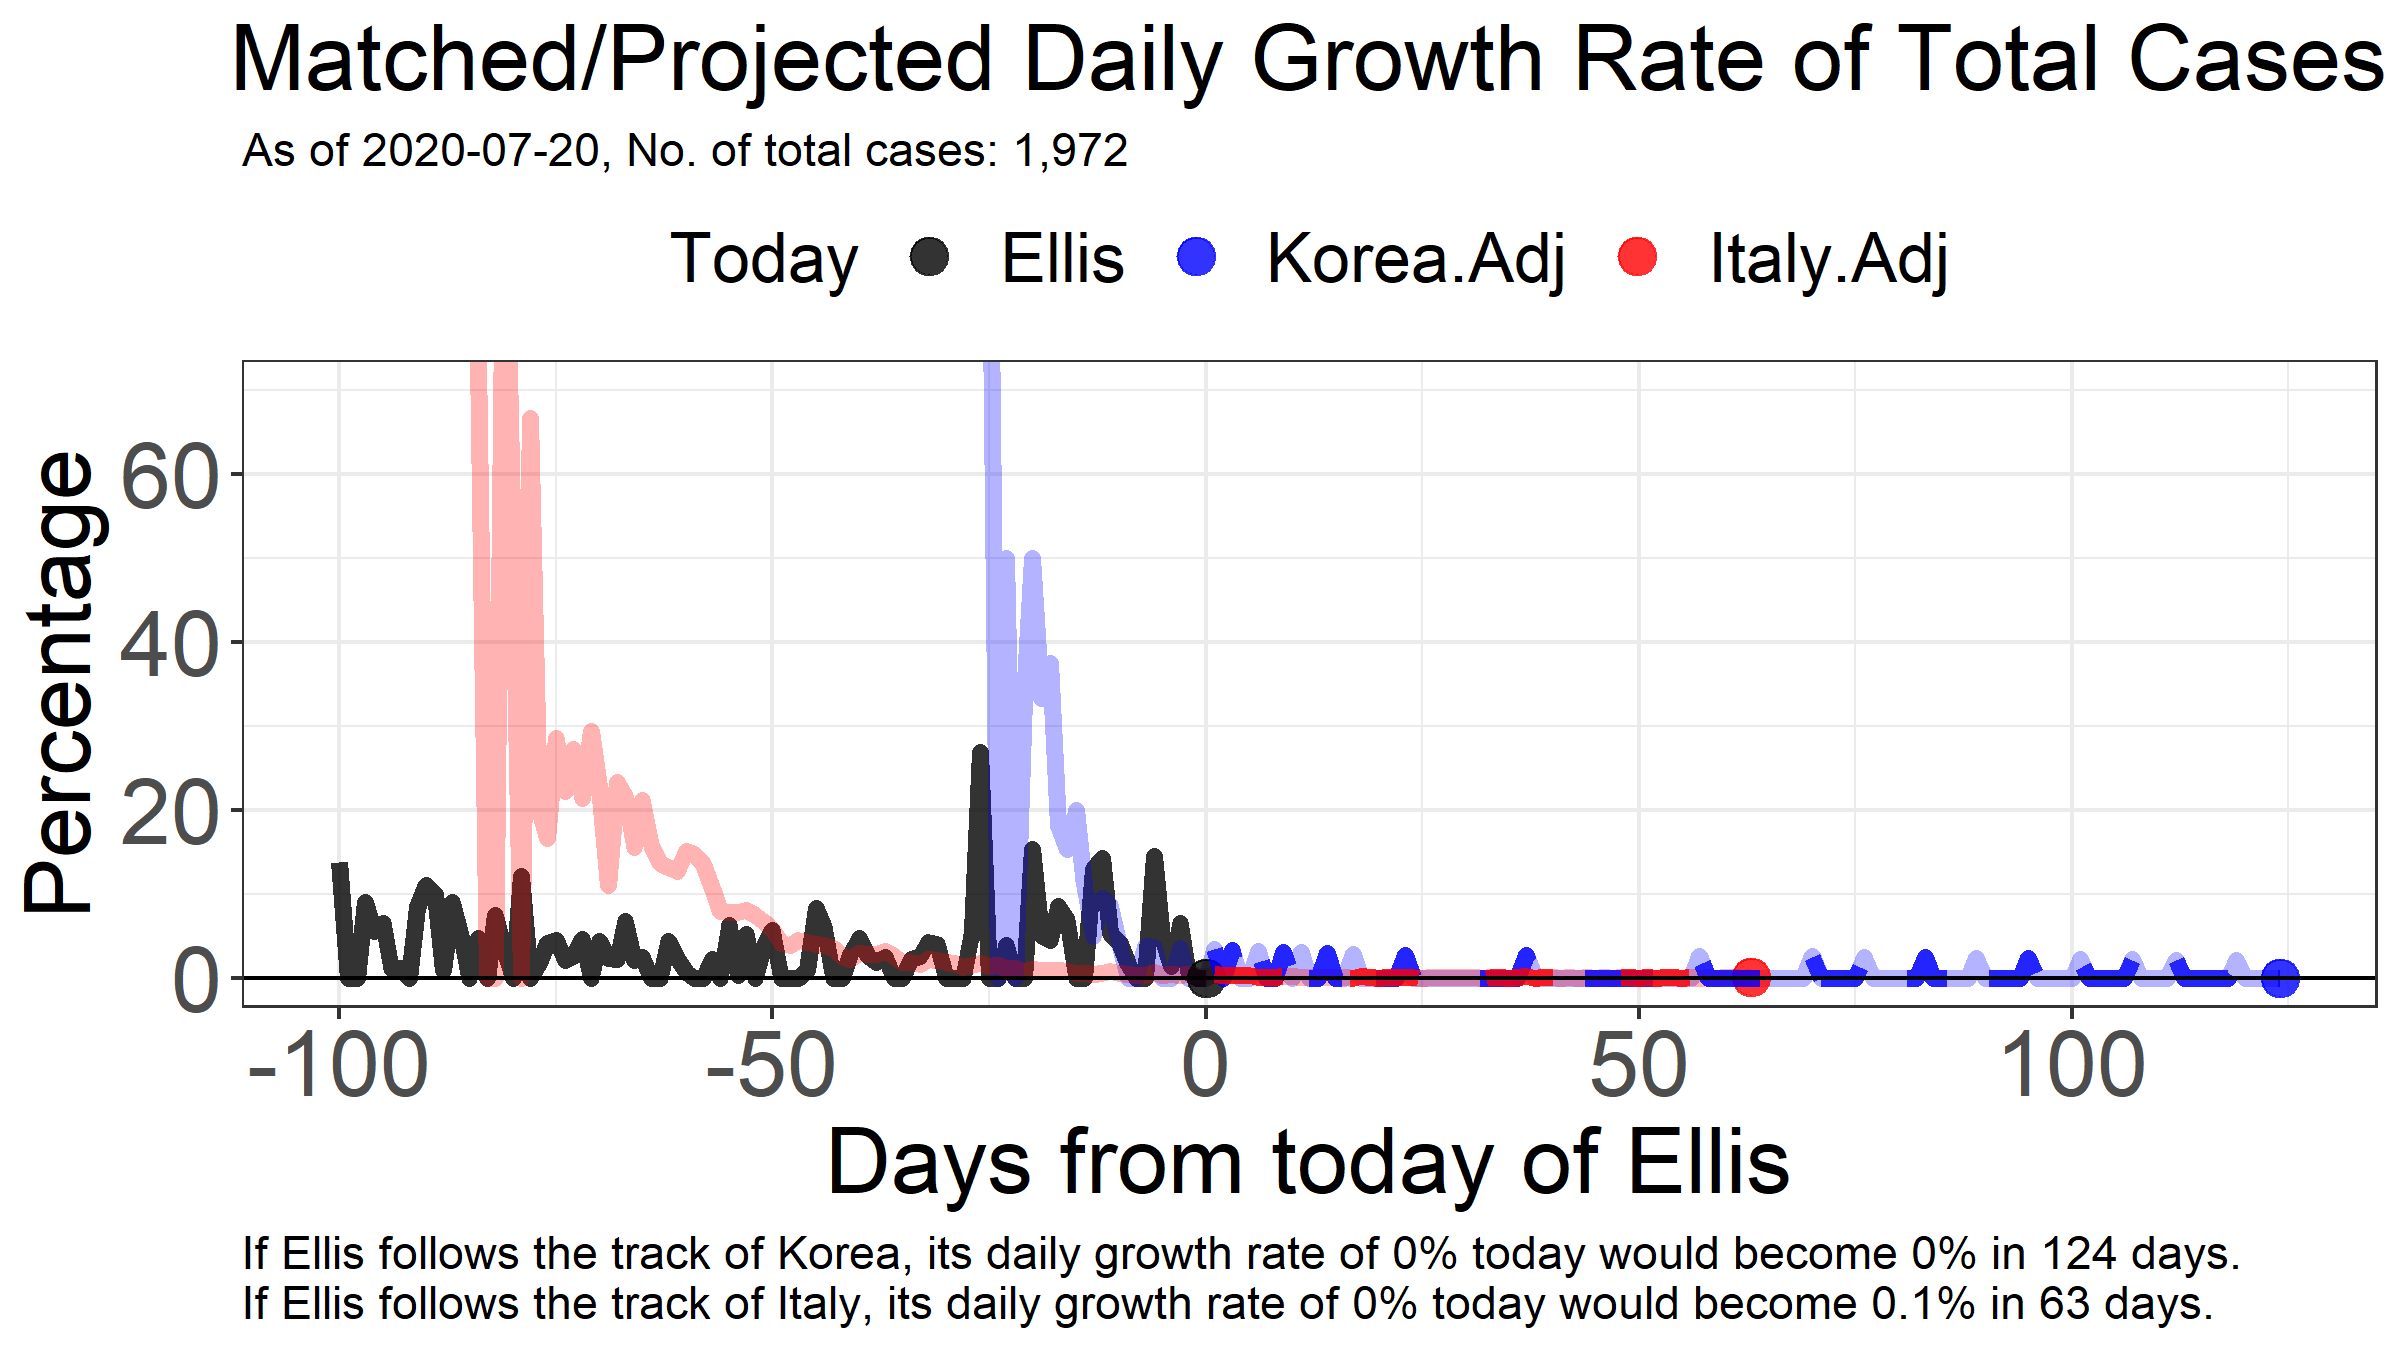 Matched/Projected Daily Growth Rate of Total Cases
As of 2020-07-20, No. of total cases: 1,972
Today Ellis Korea.Adj Italy.Adj
Percentage
60
40
20
0
-100 -50 0 50 100
Days from today of Ellis
If Ellis follows the track of Korea, its daily growth rate of 0% today would become 0% in 124 days.
If Ellis follows the track of Italy, its daily growth rate of 0% today would become 0.1% in 63 days.